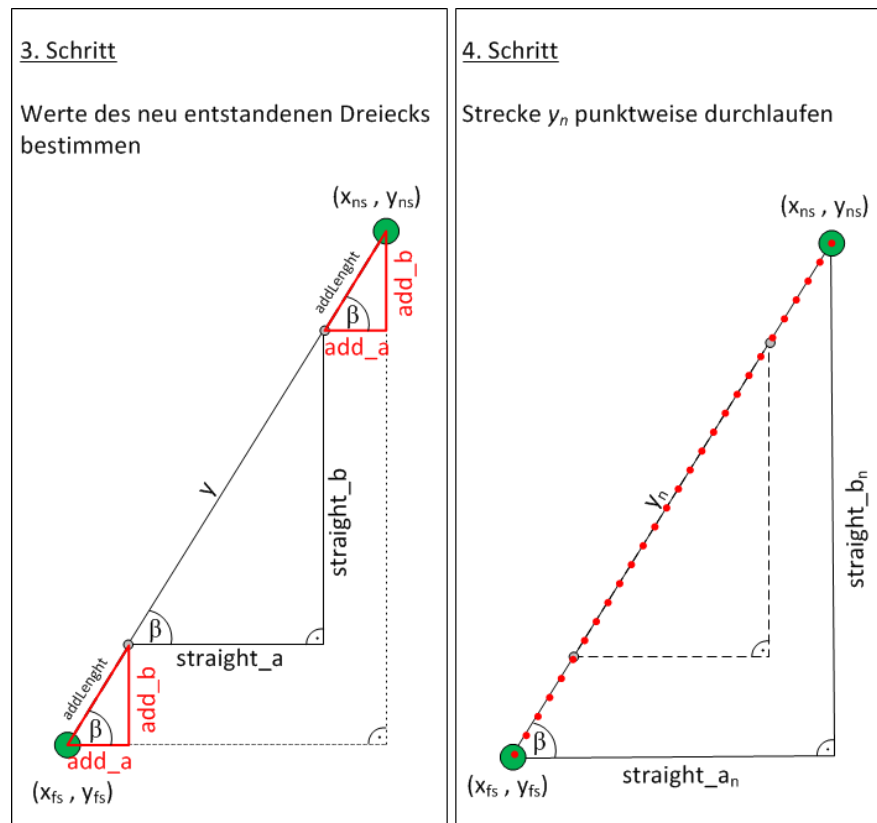 3. Schritt
Werte des neu entstandenen Dreiecks
bestimmen
(xns , yns)
addLenght
add_b
β
add_a
y
straight_b
β
straight_a
addLenght
add_b
β
add_a
(xfs , yfs)
4. Schritt
Strecke yn punktweise durchlaufen
(xns , yns)
yn
straight_bn
β
straight_an
(xfs , yfs)